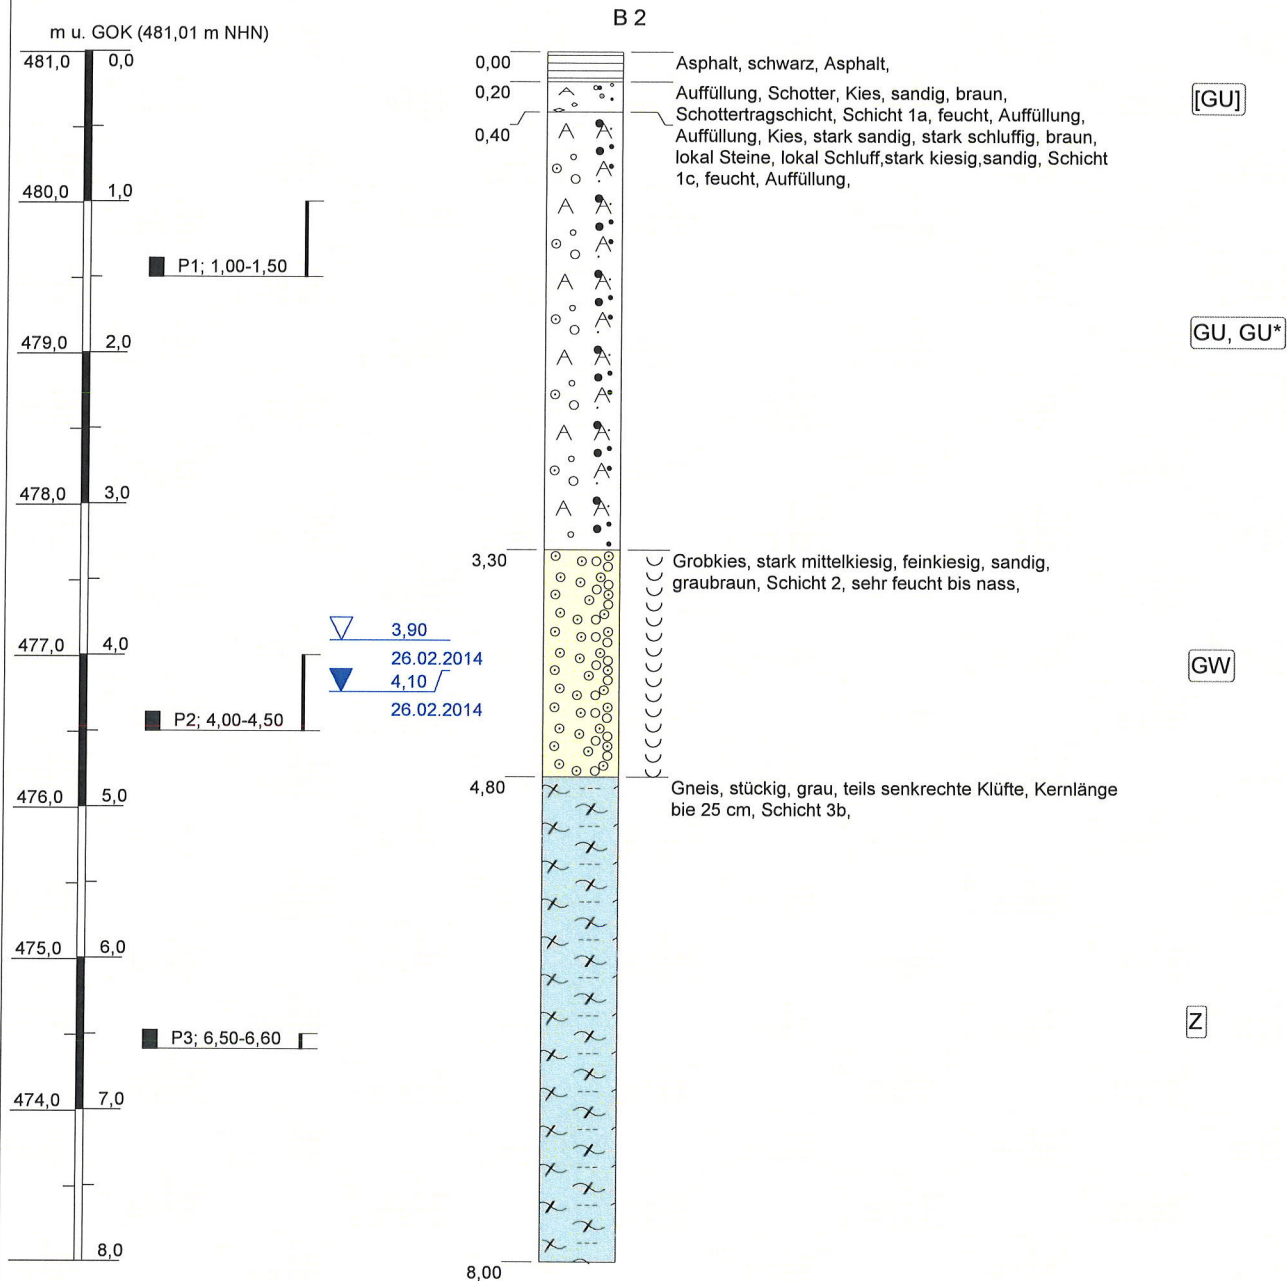 B 2
m u. GOK (481,01 m NHN)
481,0 0,0
0,00 Asphalt, schwarz, Asphalt,
0,20 Auffüllung, Schotter, Kies, sandig, braun,
Schottertragschicht, Schicht 1a, feucht, Auffüllung,
[GU]
0,40 Auffüllung, Kies, stark sandig, stark schluffig, braun,
lokal Steine, lokal Schluff,stark kiesig,sandig, Schicht
1c, feucht, Auffüllung,
480,0 1,0
P1; 1,00-1,50
GU, GU*
479,0 2,0
478,0 3,0
3,30 Grobkies, stark mittelkiesig, feinkiesig, sandig,
graubraun, Schicht 2, sehr feucht bis nass,
3,90
26.02.2014
477,0 4,0
4,10
26.02.2014
GW
P2; 4,00-4,50
4,80 Gneis, stückig, grau, teils senkrechte Klüfte, Kernlänge
bie 25 cm, Schicht 3b,
476,0 5,0
475,0 6,0
Z
P3; 6,50-6,60
474,0 7,0
8,0
8,00